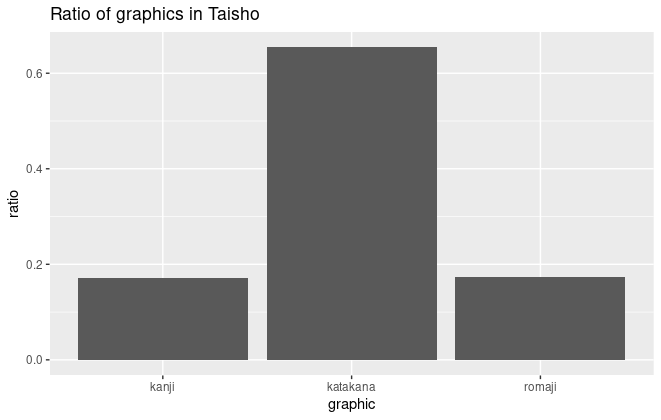 Ratio of graphics in Taisho
ratio
0.6
0.4
0.2
0.0
kanji katakana romaji
graphic